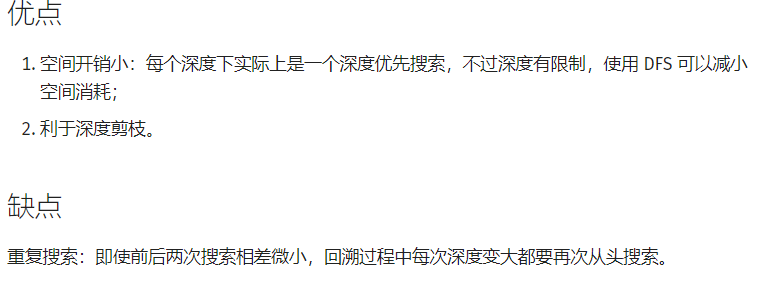 优点
1. 空间开销小：每个深度下实际上是一个深度优先搜索，不过深度有限制，使用 DFS 可以减小
空间消耗；
2. 利于深度剪枝。
缺点
重复搜索：即使前后两次搜索相差微小，回溯过程中每次深度变大都要再次从头搜索。